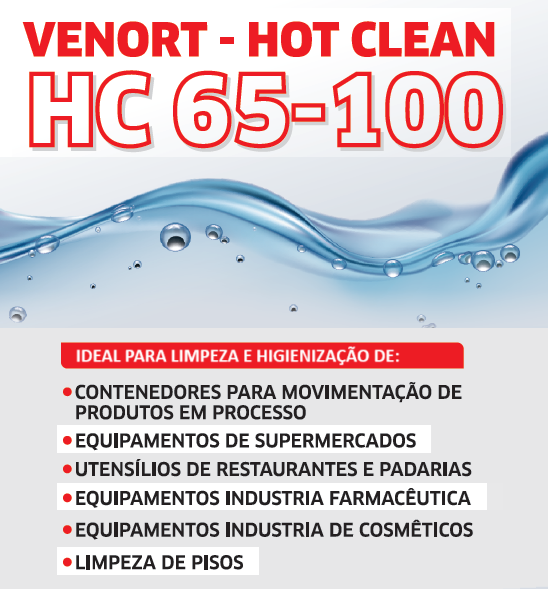 VENORT - HOT CLEAN
HC 65-100
IDEAL PARA LIMPEZA E HIGIENIZAÇÃO DE:
• CONTENEDORES PARA MOVIMENTAÇÃO DE
PRODUTOS EM PROCESSO
• EQUIPAMENTOS DE SUPERMERCADOS
• UTENSÍLIOS DE RESTAURANTES E PADARIAS
• EQUIPAMENTOS INDUSTRIA FARMACÊUTICA
• EQUIPAMENTOS INDUSTRIA DE COSMÊTICOS
• LIMPEZA DE PISOS